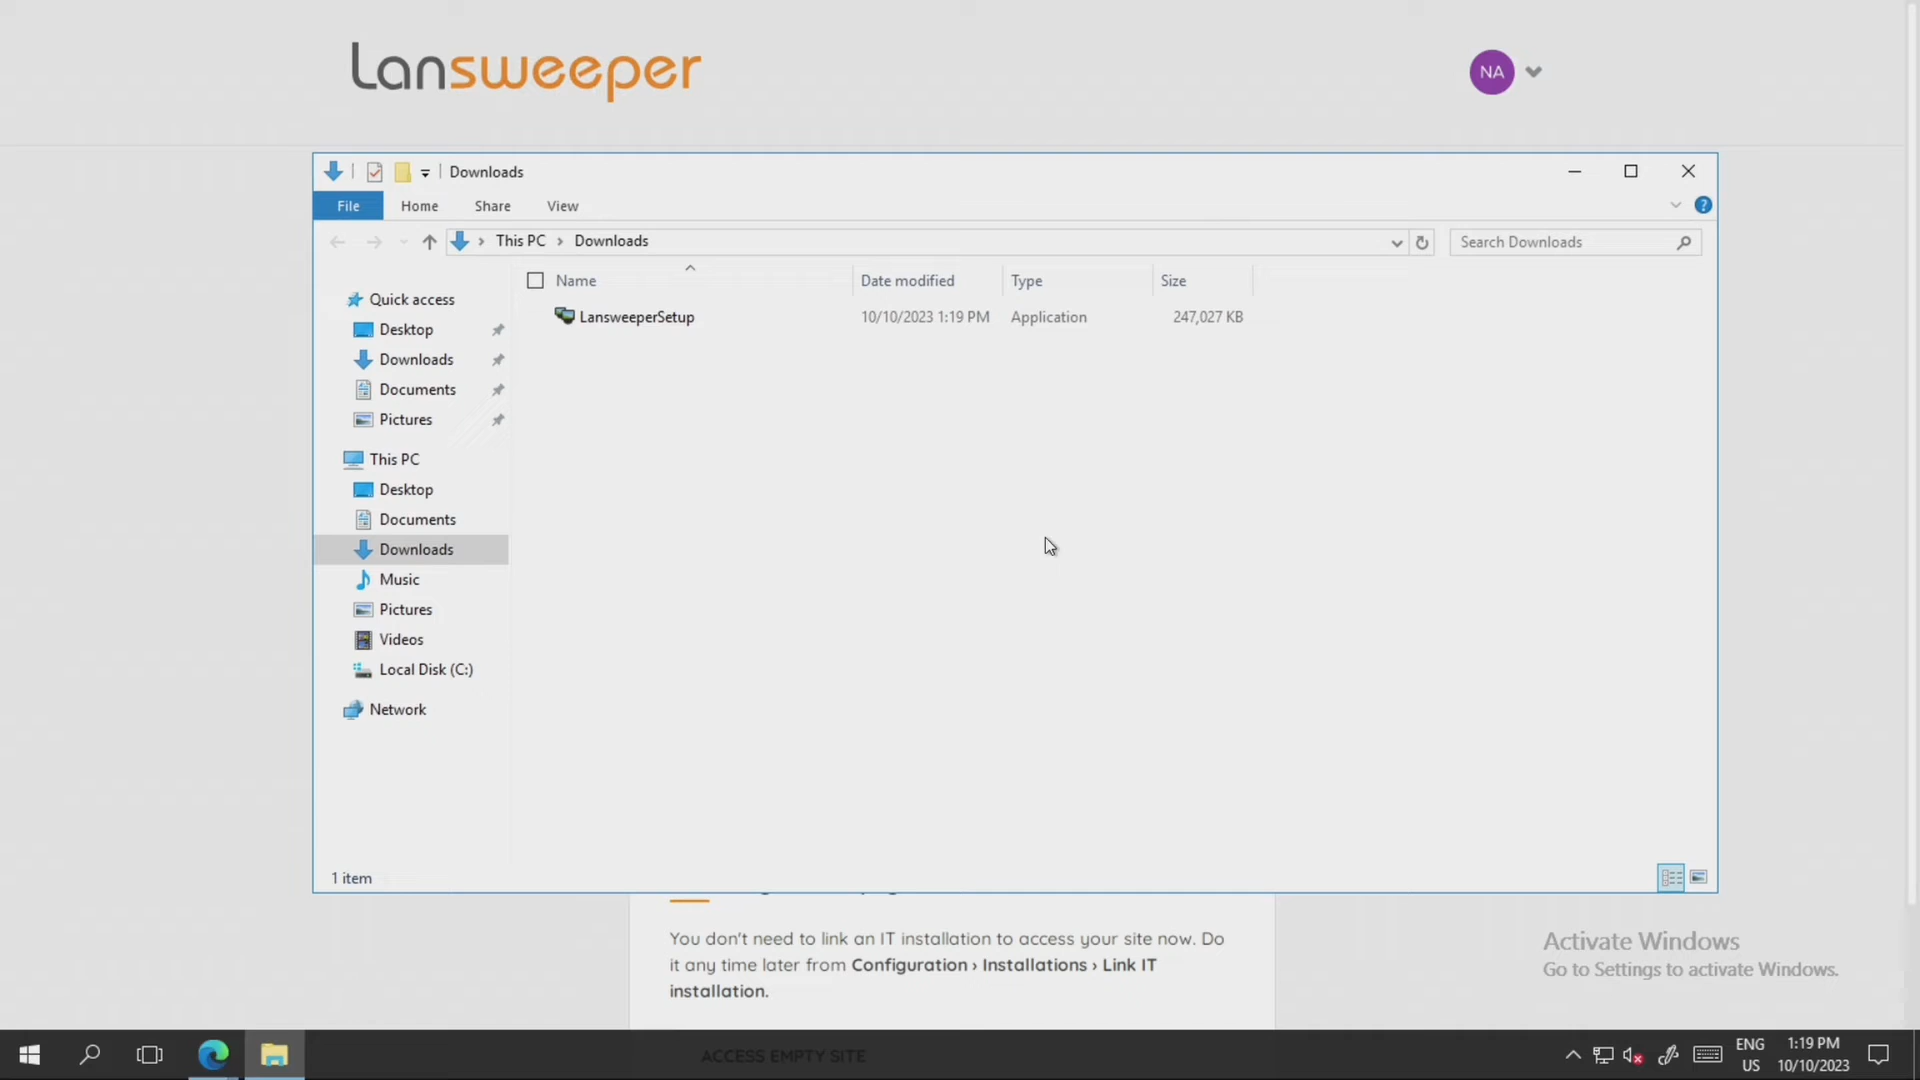 Lansweeper
NA
Downloads
File Home Share View
This PC Downloads
Search Downloads
Name Date modified Type Size
LansweeperSetup 10/10/2023 1:19 PM Application 247,027 KB
Quick access
Desktop
Downloads
Documents
Pictures
This PC
Desktop
Documents
Downloads
Music
Pictures
Videos
Local Disk (C:)
Network
1 item
You don't need to link an IT installation to access your site now. Do
it any time later from Configuration › Installations › Link IT
installation.
Activate Windows
Go to Settings to activate Windows.
ACCESS EMPTY SITE
ENG
US
1:19 PM
10/10/2023